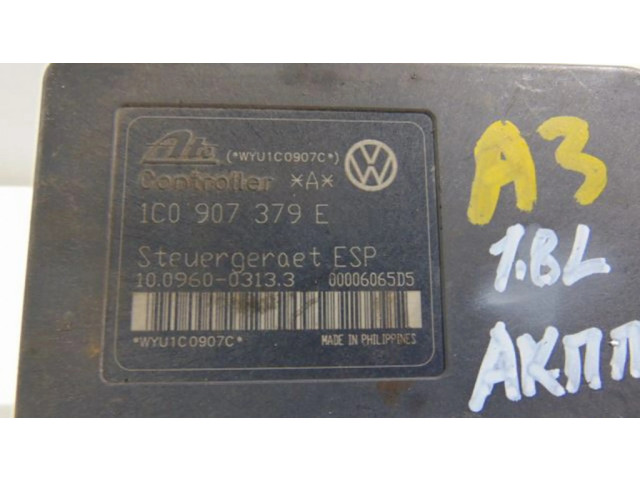 Ate (*WYU1C0907C*)
Controller *A*
1C0 907 379 E
Steuergeraet ESP
10.0960-0313.3 00006065D5
*WYU1C0907C* MADE IN PHILIPPINES
A3
1.8L
АКПП